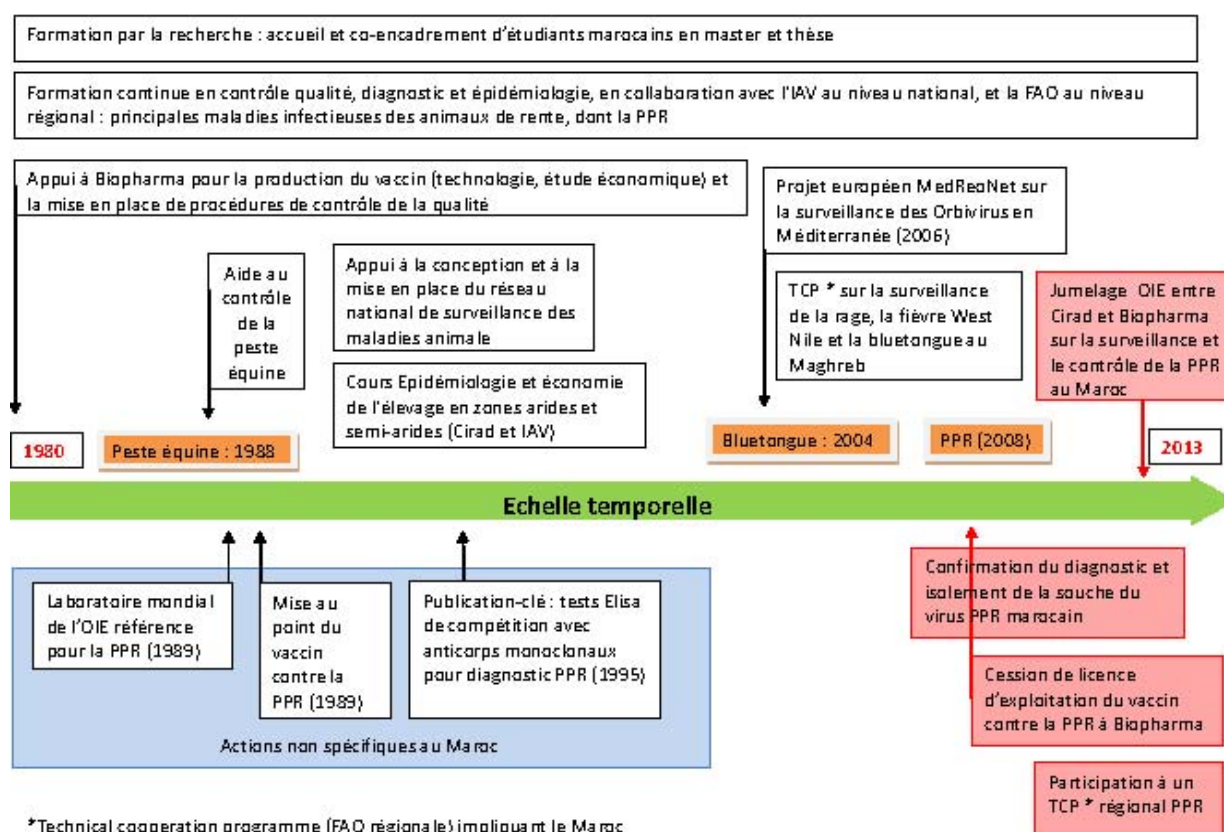 Formation par la recherche : accueil et co-encadrement d'étudiants marocains en master et thèse
Formation continue en contrôle qualité, diagnostic et épidémiologie, en collaboration avec l'IAV au niveau national, et la FAO au niveau
régional : principales maladies infectieuses des animaux de rente, dont la PPR
Appui à Biopharma pour la production du vaccin (technologie, étude économique) et
la mise en place de procédures de contrôle de la qualité
Projet européen MedReoNet sur
la surveillance des Orbivirus en
Méditerranée (2006)
Aide au
contrôle
de la
peste
équine
Appui à la conception et à la
mise en place du réseau
national de surveillance des
maladies animale
TCP * sur la surveillance
de la rage, la fièvre West
Nile et la bluetongue au
Maghreb
Jumelage OIE entre
Cirad et Biopharma
sur la surveillance et
le contrôle de la PPR
au Maroc
Cours Epidémiologie et économie
de l'élevage en zones arides et
semi-arides (Cirad et IAV)
1980
Peste équine : 1988
Bluetongue : 2004
PPR (2008)
2013
Echelle temporelle
Laboratoire mondial
de l'OIE référence
pour la PPR (1989)
Mise au
point du
vaccin
contre la
PPR (1989)
Publication-clé : tests Elisa
de compétition avec
anticorps monoclonaux
pour diagnostic PPR (1995)
Actions non spécifiques au Maroc
Confirmation du diagnostic et
isolement de la souche du
virus PPR marocain
Cession de licence
d'exploitation du vaccin
contre la PPR à Biopharma
Participation à un
TCP * régional PPR
*Technical cooperation programme (FAO régionale) impliquant le Maroc